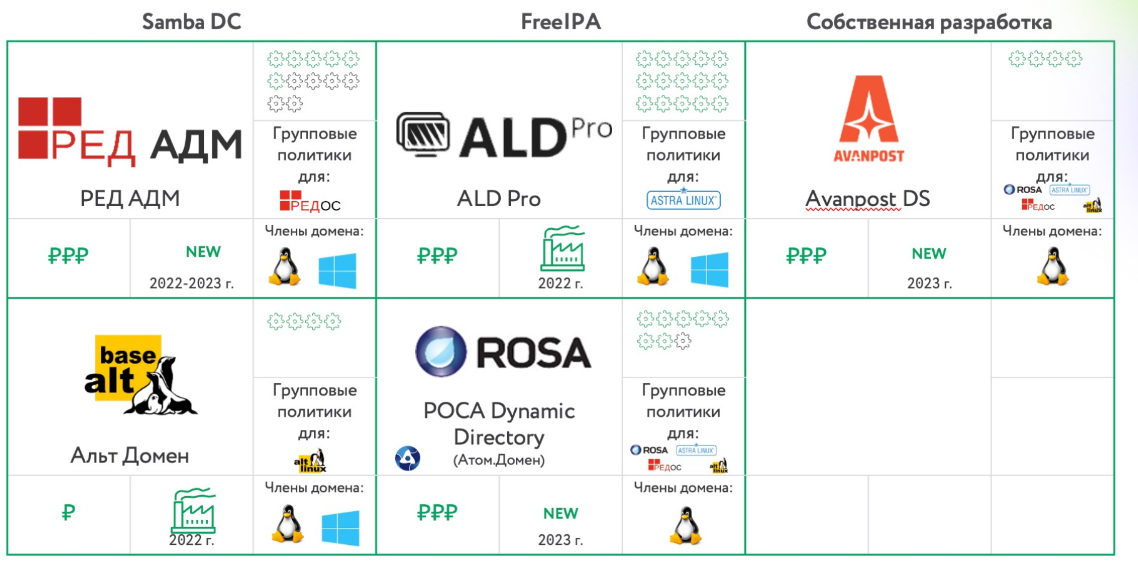 Samba DC
FreeIPA
Собственная разработка
РЕД АДМ
РЕД АДМ
Групповые
политики
для:
РЕДОС
₽₽₽
NEW
2022-2023 г.
Члены домена:
ALD Pro
ALD Pro
Групповые
политики
для:
ASTRA LINUX®
₽₽₽
2022 г.
Члены домена:
AVANPOST
Avanpost DS
Групповые
политики
для:
ROSA
ASTRA LINUX
РЕДОС
alt linux
₽₽₽
NEW
2023 г.
Члены домена:
base
alt
Альт Домен
Групповые
политики
для:
alt
linux
₽
2022 г.
Члены домена:
ROSA
РОСА Dynamic
Directory
(Атом.Домен)
Групповые
политики
для:
ROSA
ASTRA LINUX
РЕДОС
alt linux
₽₽₽
NEW
2023 г.
Члены домена: